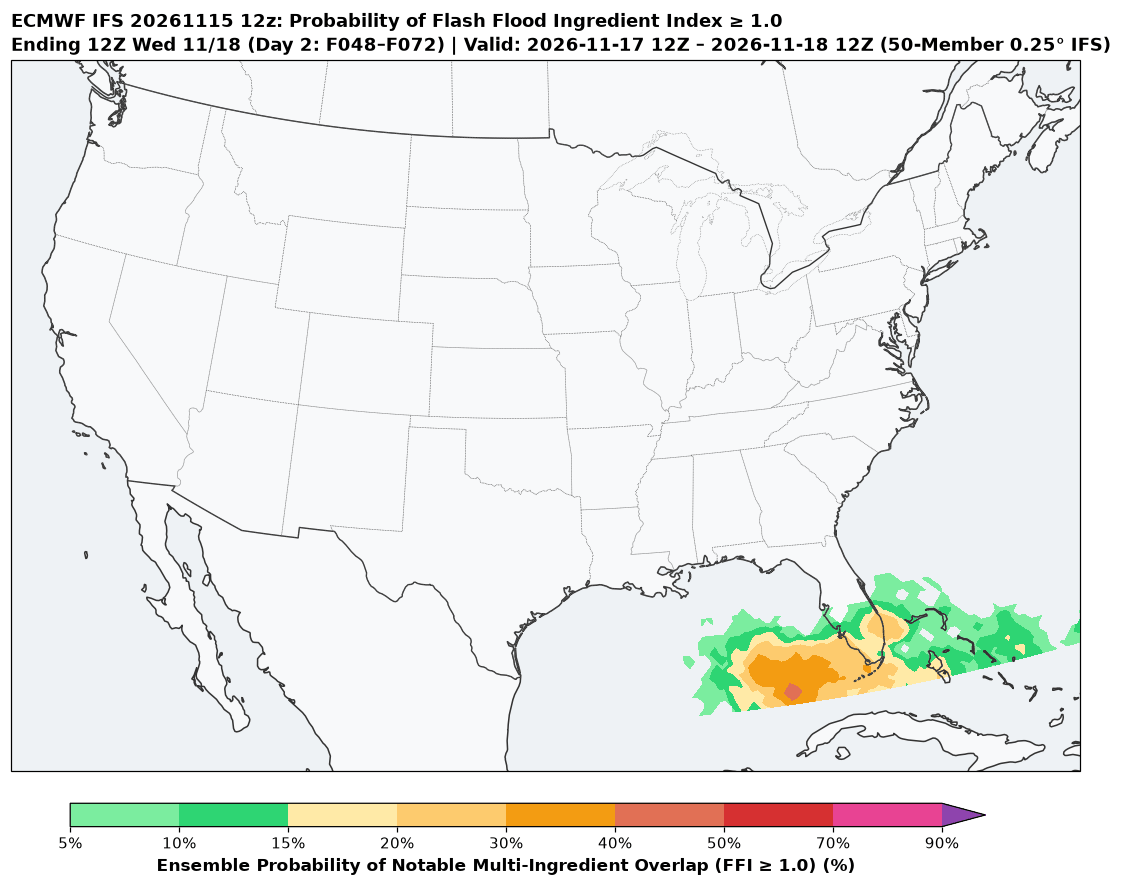 ECMWF IFS 20261115 12z: Probability of Flash Flood Ingredient Index ≥ 1.0
Ending 12Z Wed 11/18 (Day 2: F048–F072) | Valid: 2026-11-17 12Z – 2026-11-18 12Z (50-Member 0.25° IFS)
5% 10% 15% 20% 30% 40% 50% 70% 90%
Ensemble Probability of Notable Multi-Ingredient Overlap (FFI ≥ 1.0) (%)